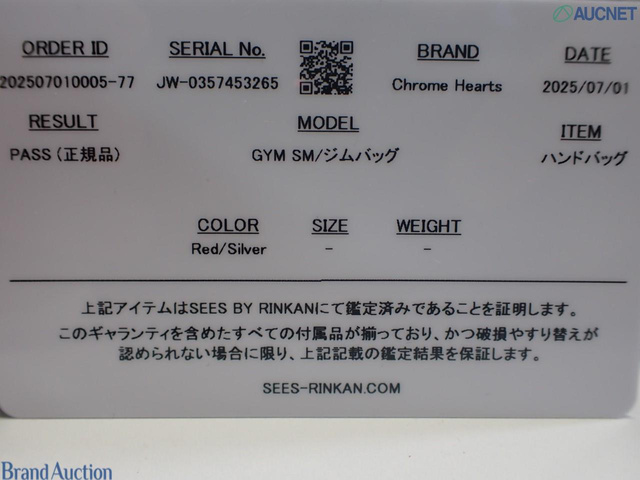 AUCNET
ORDER ID SERIAL No. BRAND DATE
202507010005-77 JW-0357453265 Chrome Hearts 2025/07/01
RESULT MODEL ITEM
PASS（正規品） GYM SM/ジムバッグ ハンドバッグ
COLOR SIZE WEIGHT
Red/Silver - -
上記アイテムはSEES BY RINKANにて鑑定済みであることを証明します。
このギャランティを含めたすべての付属品が揃っており、かつ破損やすり替えが
認められない場合に限り、上記記載の鑑定結果を保証します。
SEES-RINKAN.COM
Brand Auction